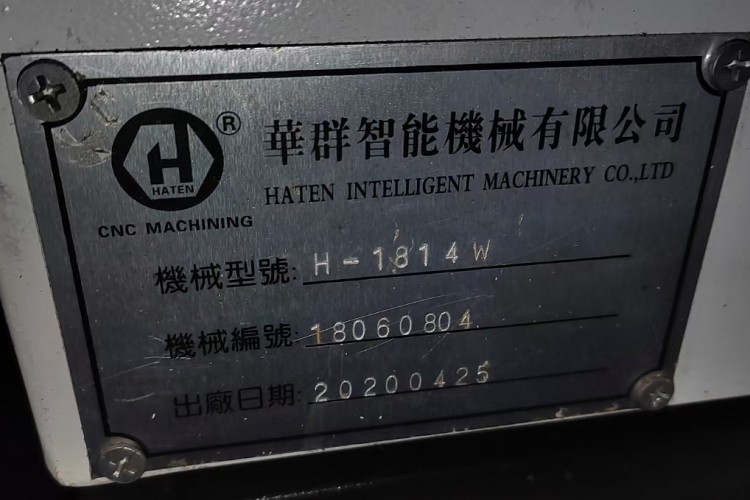 華群智能機械有限公司
HATEN INTELLIGENT MACHINERY CO.,LTD
H
HATEN
®
CNC MACHINING
機械型號: H-1814W
機械編號: 18060804
出廠日期: 20200425